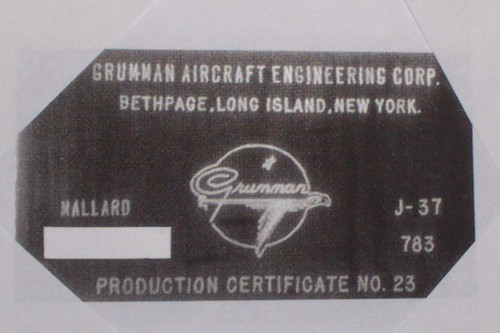 GRUMMAN AIRCRAFT ENGINEERING CORP.
BETHPAGE, LONG ISLAND, NEW YORK.
Grumman
MALLARD
J-37
783
PRODUCTION CERTIFICATE NO. 23